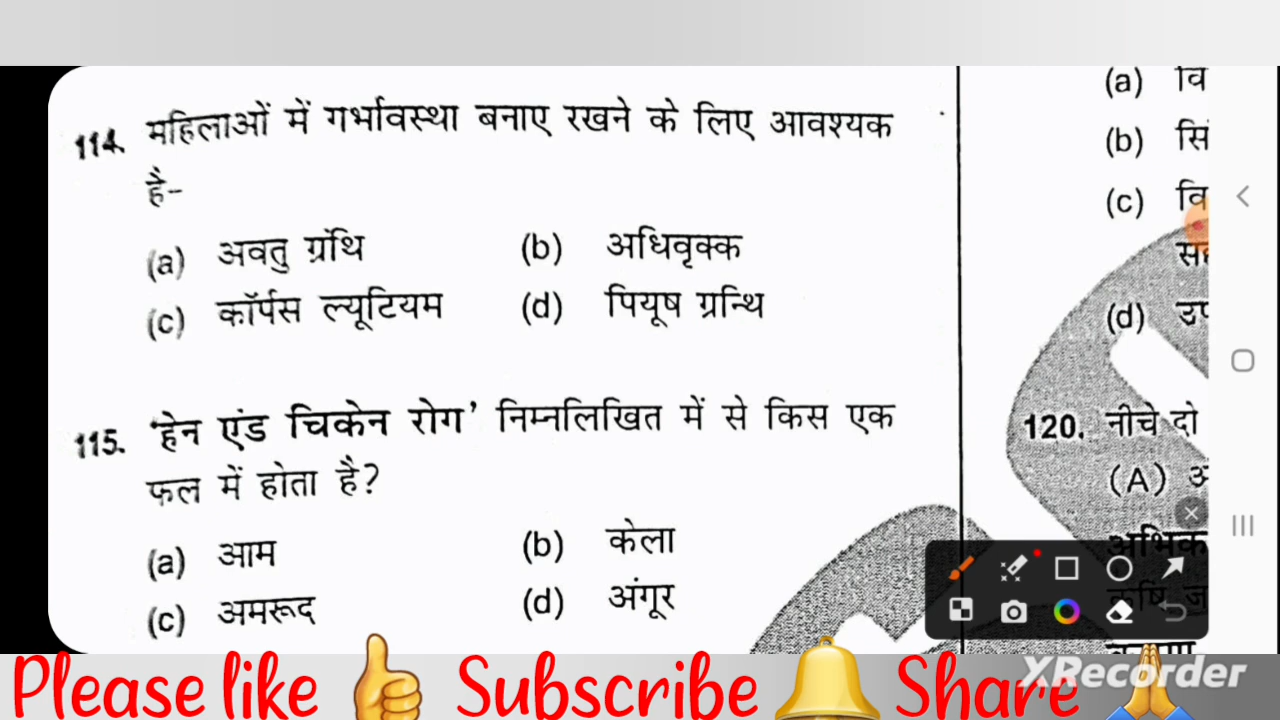 114. महिलाओं में गर्भावस्था बनाए रखने के लिए आवश्यक
है-
(a) अवतु ग्रंथि (b) अधिवृक्क
(c) कॉर्पस ल्यूटियम (d) पियूष ग्रन्थि
115. 'हेन एंड चिकेन रोग' निम्नलिखित में से किस एक
फल में होता है?
(a) आम (b) केला
(c) अमरूद (d) अंगूर
(a)
(b)
(c)
(d)
120. नीचे दो
(A)
Please like Subscribe Share
XRecorder